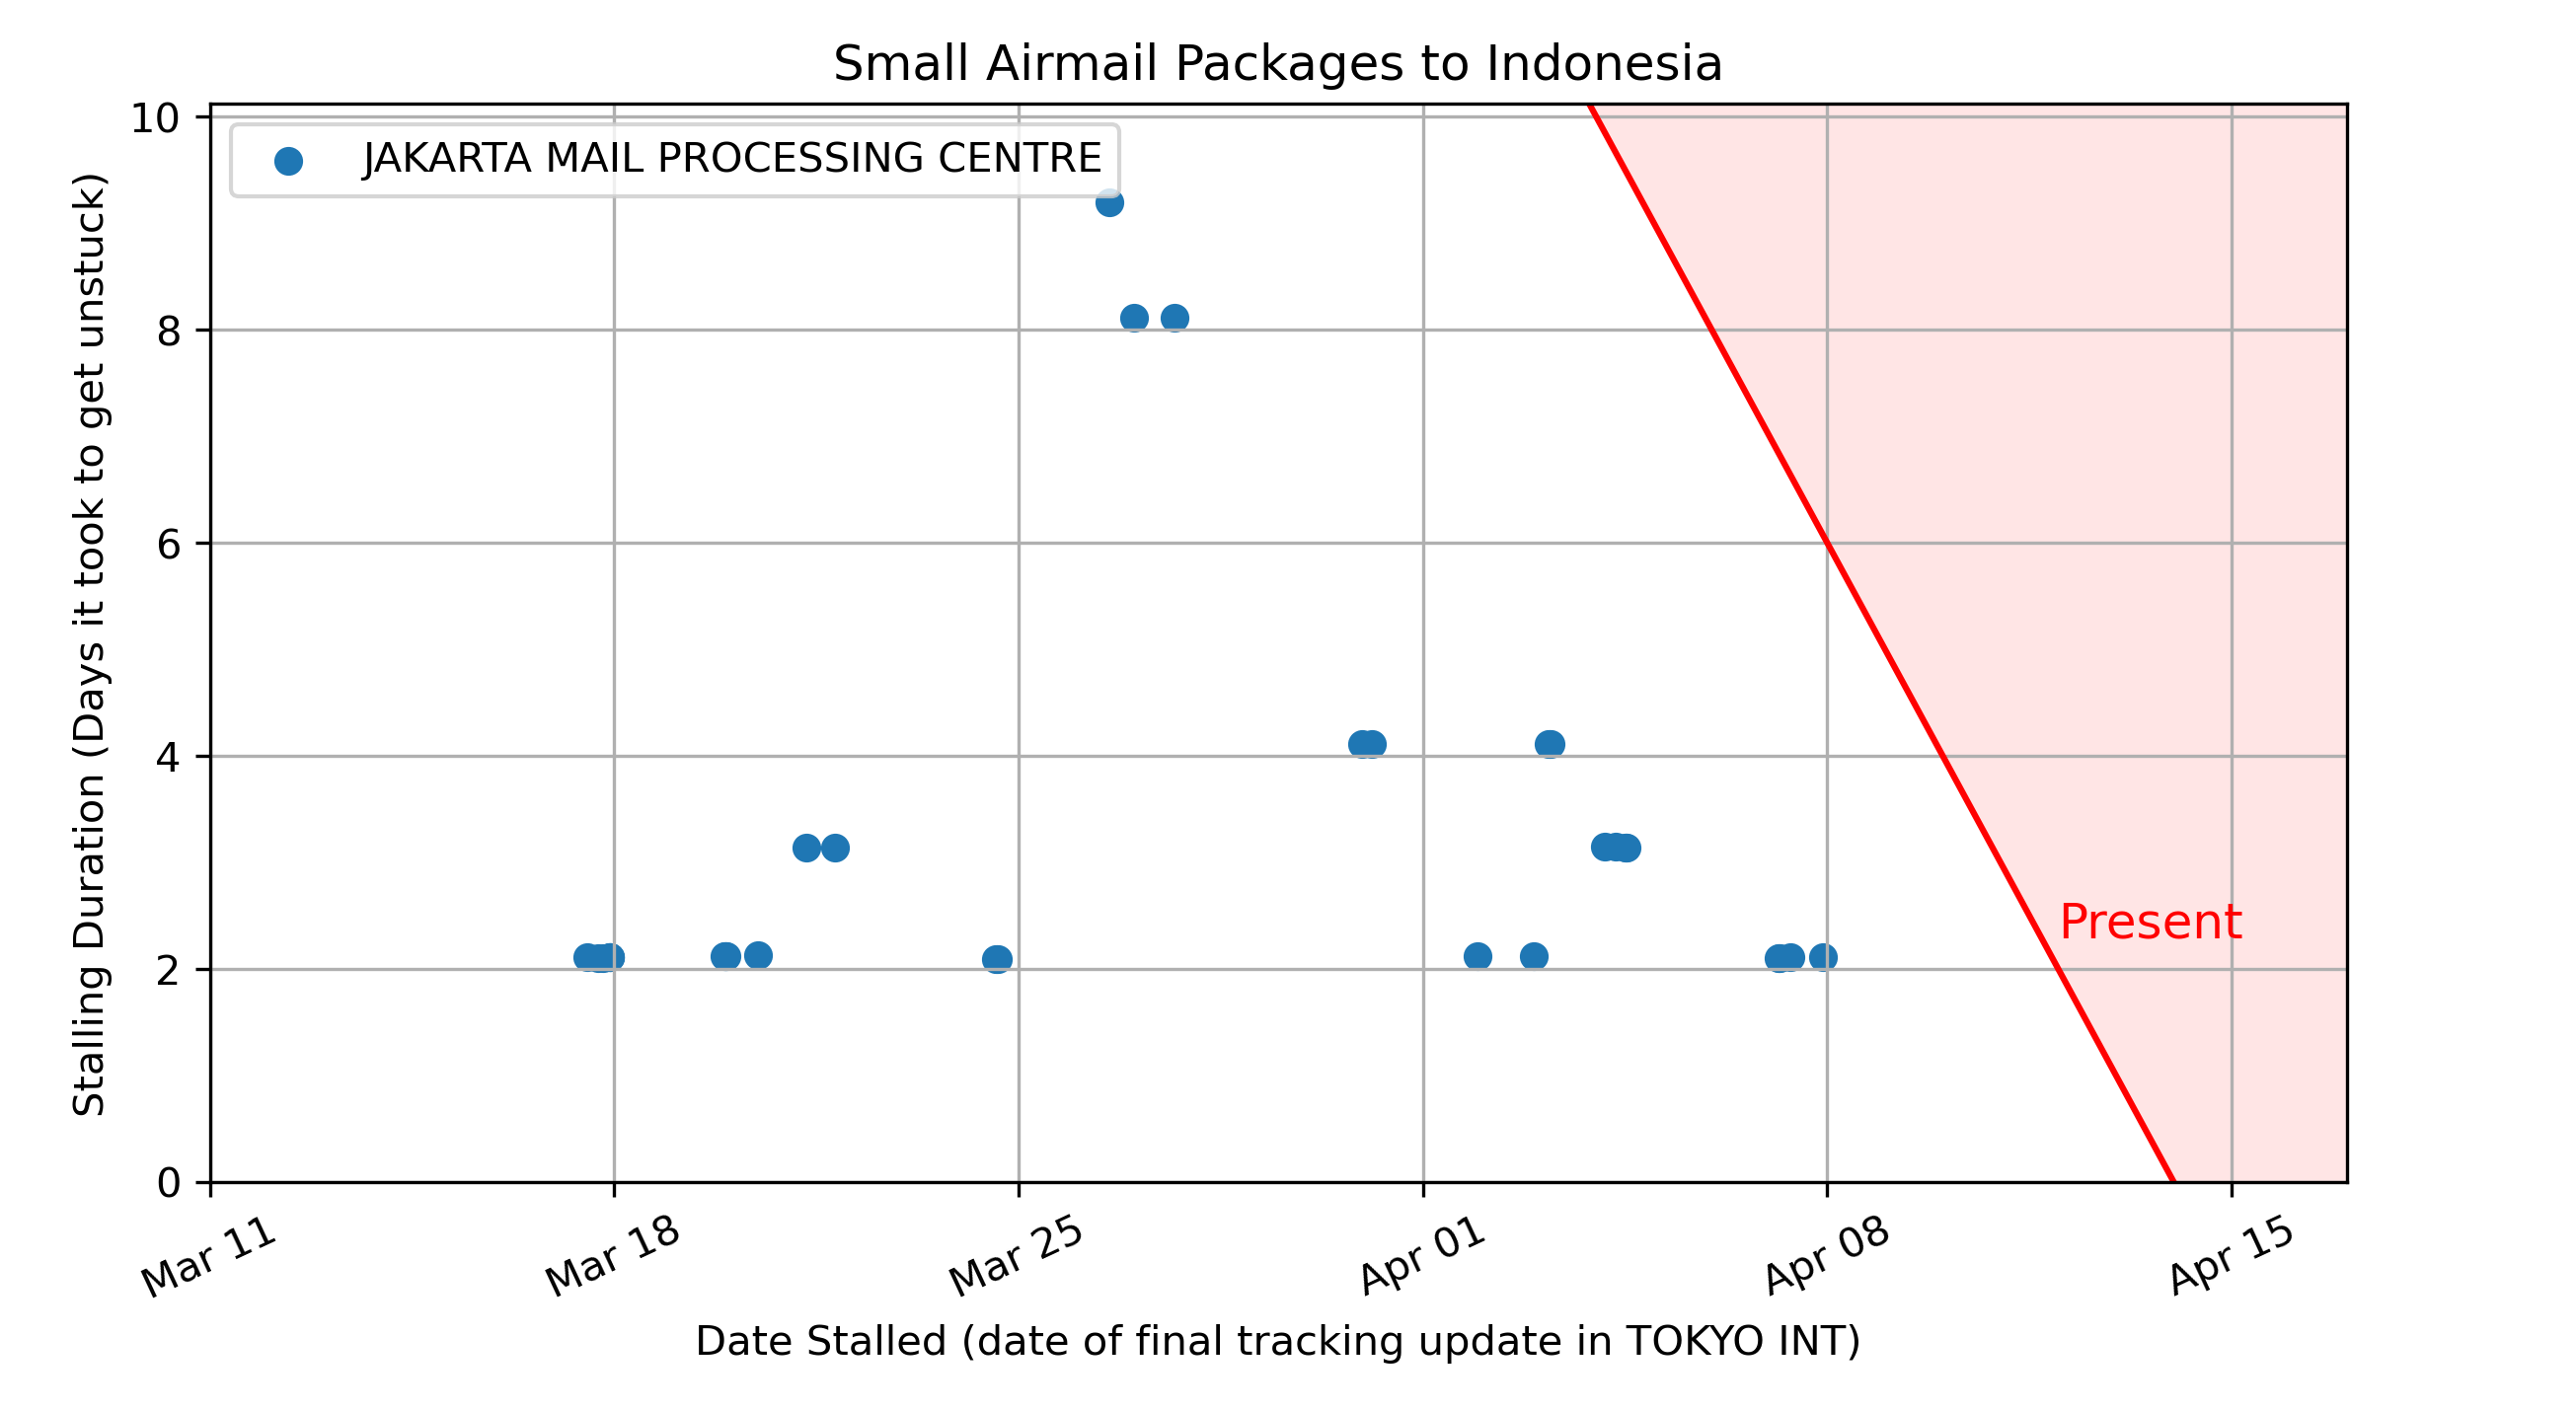 Small Airmail Packages to Indonesia
JAKARTA MAIL PROCESSING CENTRE
Stalling Duration (Days it took to get unstuck)
10
8
6
4
2
0
Present
Mar 11
Mar 18
Mar 25
Apr 01
Apr 08
Apr 15
Date Stalled (date of final tracking update in TOKYO INT)